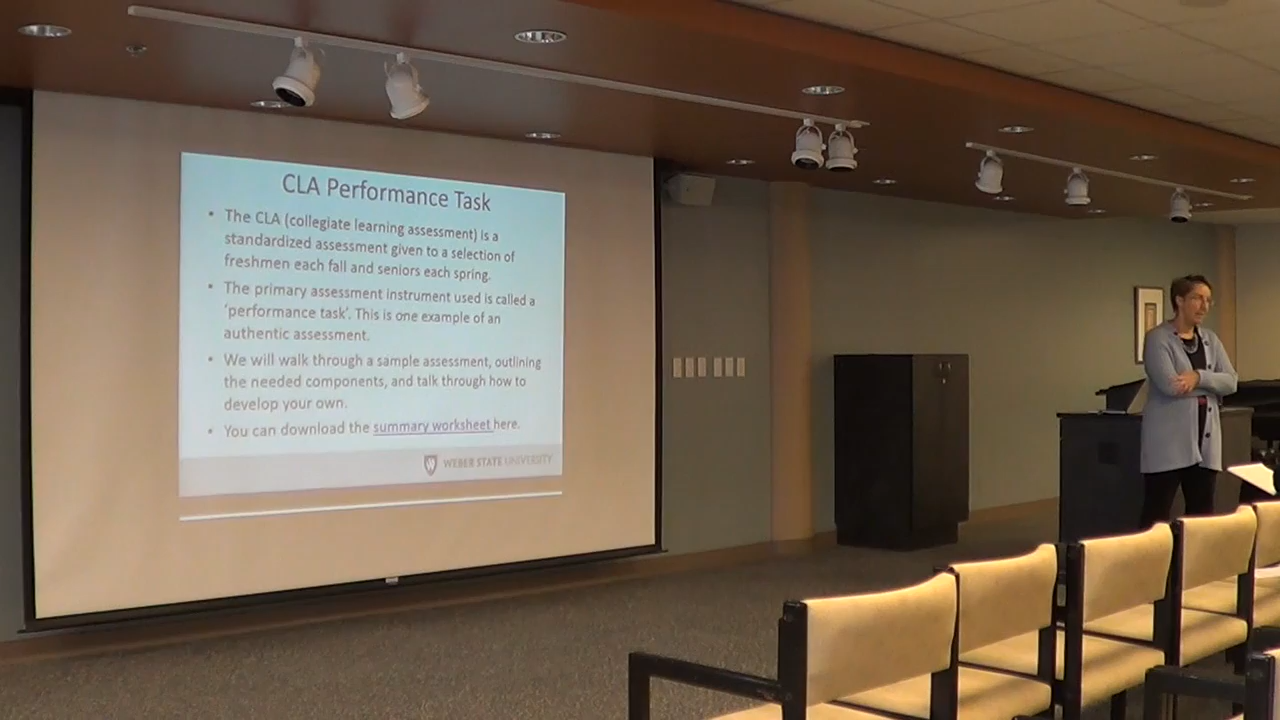 CLA Performance Task
• The CLA (collegiate learning assessment) is a
standardized assessment given to a selection of
freshmen each fall and seniors each spring.
• The primary assessment instrument used is called a
‘performance task’. This is one example of an
authentic assessment.
• We will walk through a sample assessment, outlining
the needed components, and talk through how to
develop your own.
• You can download the summary worksheet here.
WEBER STATE UNIVERSITY